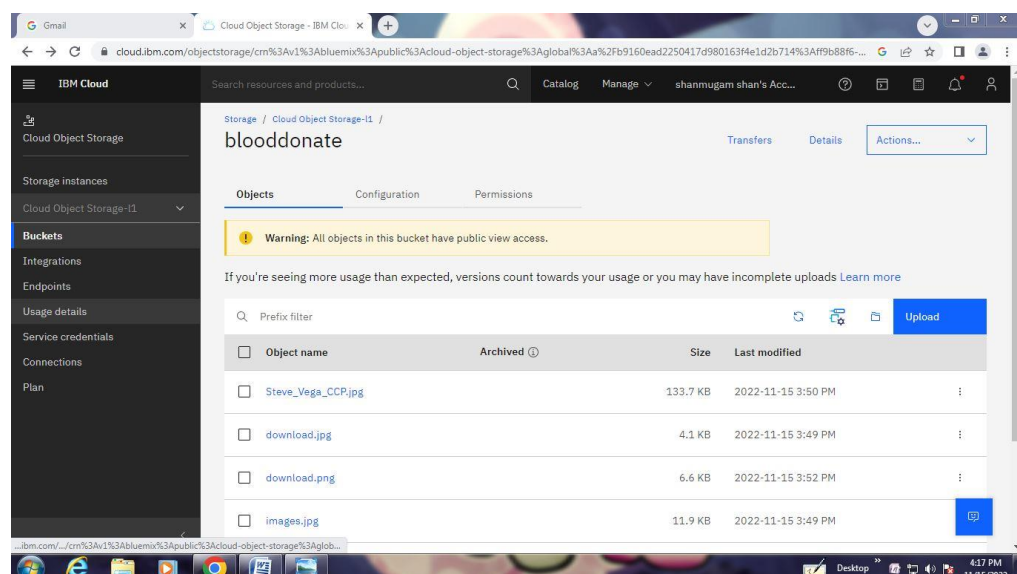 Gmail
Cloud Object Storage - IBM Clou
cloud.ibm.com/objectstorage/crn%3Av1%3Abluemix%3Apublic%3Acloud-object-storage%3Aglobal%3Aa%2Fb9160ead2250417d980163f4e1d2b714%3Aff9b88f6-...
IBM Cloud
Search resources and products...
Catalog
Manage
shanmugam shan's Acc...
Cloud Object Storage
Storage instances
Cloud Object Storage-l1
Buckets
Integrations
Endpoints
Usage details
Service credentials
Connections
Plan
Storage / Cloud Object Storage-l1 /
blooddonate
Transfers
Details
Actions...
Objects
Configuration
Permissions
Warning: All objects in this bucket have public view access.
If you're seeing more usage than expected, versions count towards your usage or you may have incomplete uploads Learn more
Prefix filter
Upload
Object name Archived Size Last modified
Steve_Vega_CCP.jpg 133.7 KB 2022-11-15 3:50 PM
download.jpg 4.1 KB 2022-11-15 3:49 PM
download.png 6.6 KB 2022-11-15 3:52 PM
images.jpg 11.9 KB 2022-11-15 3:49 PM
...ibm.com/.../crn%3Av1%3Abluemix%3Apublic%3Acloud-object-storage%3Aglob...
Desktop
4:17 PM